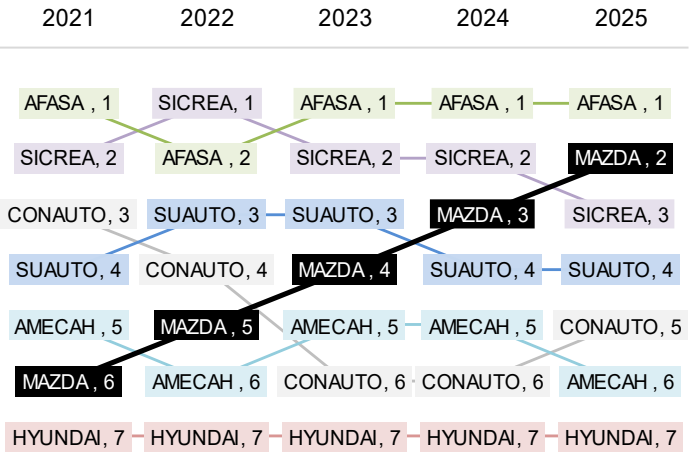 2021 2022 2023 2024 2025
AFASA , 1 SICREA, 1 AFASA , 1 AFASA , 1 AFASA , 1
SICREA, 2 AFASA , 2 SICREA, 2 SICREA, 2 MAZDA , 2
CONAUTO, 3 SUAUTO, 3 SUAUTO, 3 MAZDA , 3 SICREA, 3
SUAUTO, 4 CONAUTO, 4 MAZDA , 4 SUAUTO, 4 SUAUTO, 4
AMECAH , 5 MAZDA , 5 AMECAH , 5 AMECAH , 5 CONAUTO, 5
MAZDA , 6 AMECAH , 6 CONAUTO, 6 CONAUTO, 6 AMECAH , 6
HYUNDAI, 7 HYUNDAI, 7 HYUNDAI, 7 HYUNDAI, 7 HYUNDAI, 7